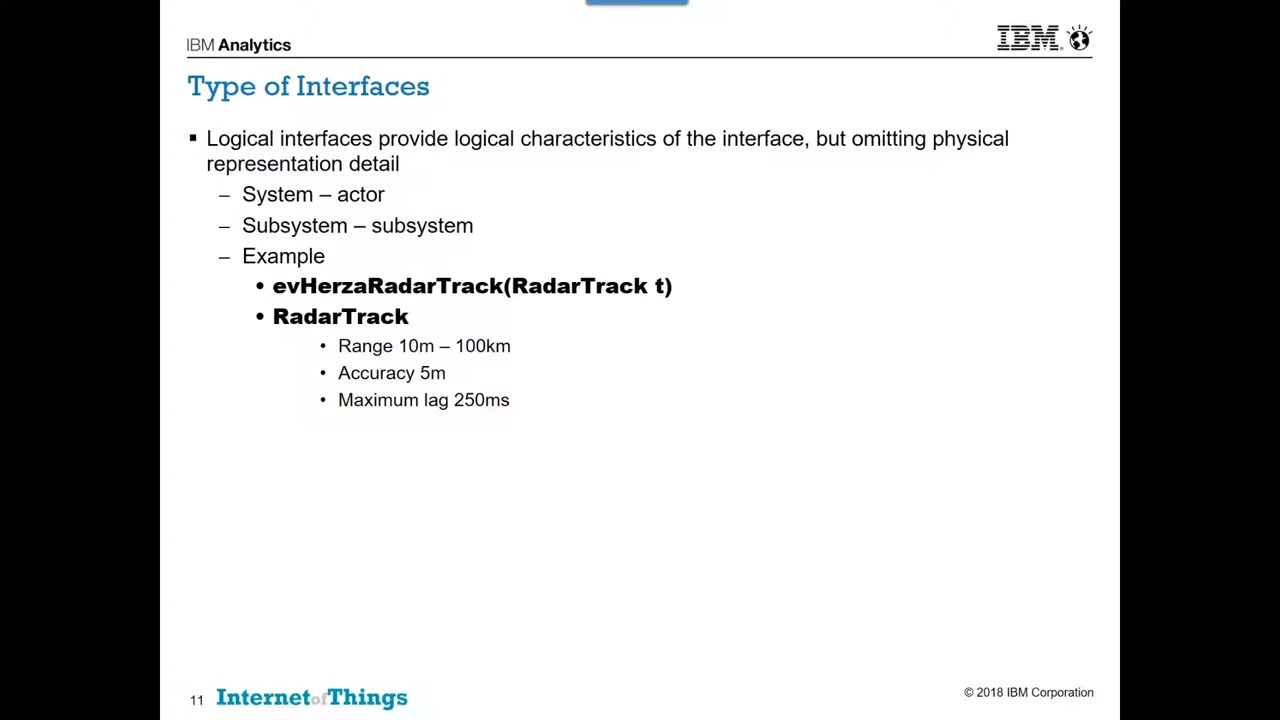 IBM Analytics
IBM
Type of Interfaces
▪ Logical interfaces provide logical characteristics of the interface, but omitting physical
representation detail
– System – actor
– Subsystem – subsystem
– Example
• evHerzaRadarTrack(RadarTrack t)
• RadarTrack
• Range 10m – 100km
• Accuracy 5m
• Maximum lag 250ms
11 Internet of Things
© 2018 IBM Corporation